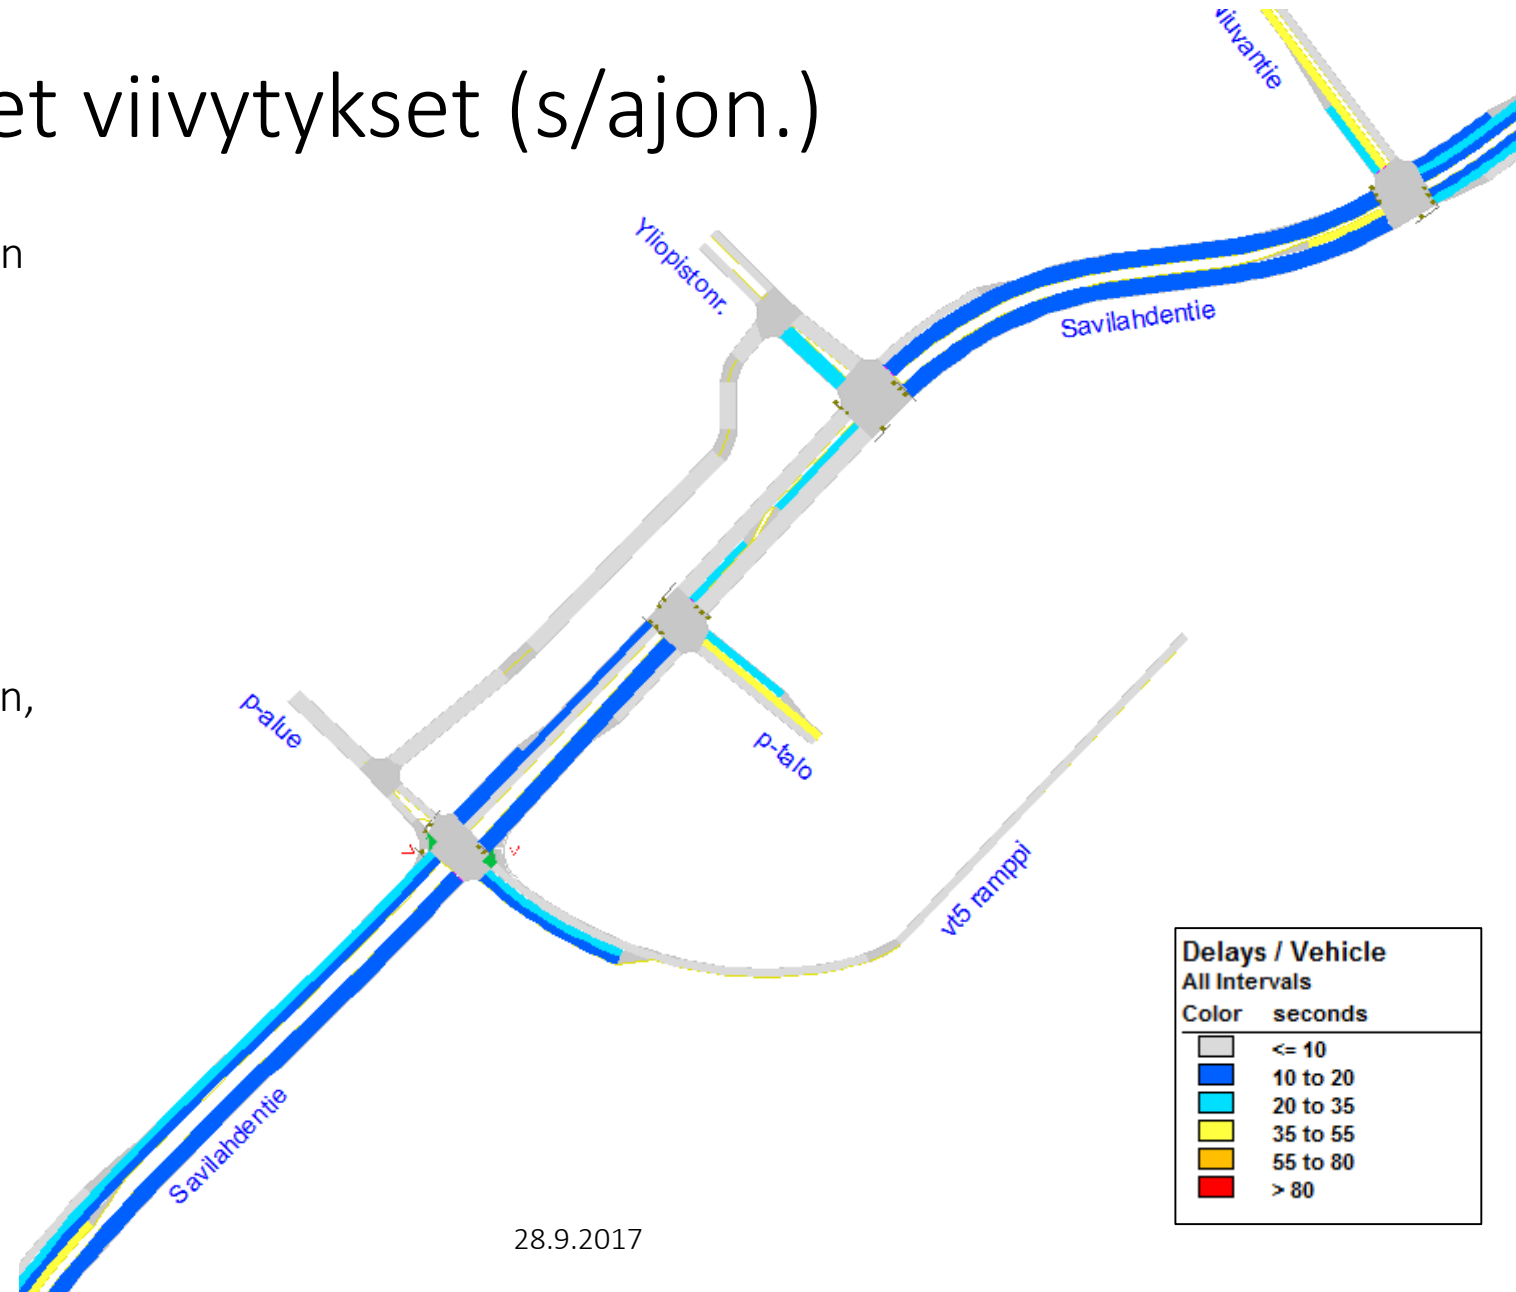 et viivytykset (s/ajon.)
n
n,
Niuvantie
Yliopistonr.
Savilahdentie
p-alue
p-talo
vt5 ramppi
Savilahdentie
Delays / Vehicle
All Intervals
Color seconds
<= 10
10 to 20
20 to 35
35 to 55
55 to 80
> 80
28.9.2017